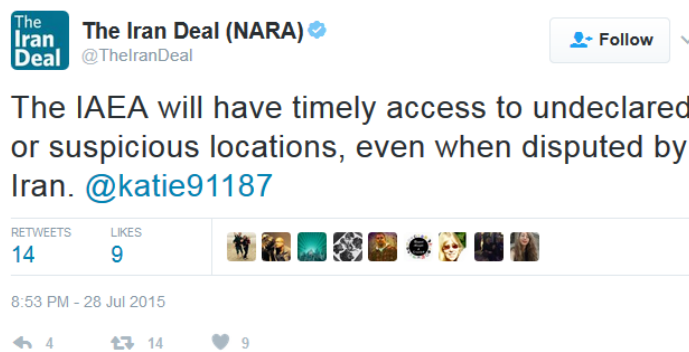 The
Iran
Deal
The Iran Deal (NARA)
@TheIranDeal
Follow
The IAEA will have timely access to undeclared
or suspicious locations, even when disputed by
Iran. @katie91187
RETWEETS LIKES
14 9
8:53 PM - 28 Jul 2015
4 14 9